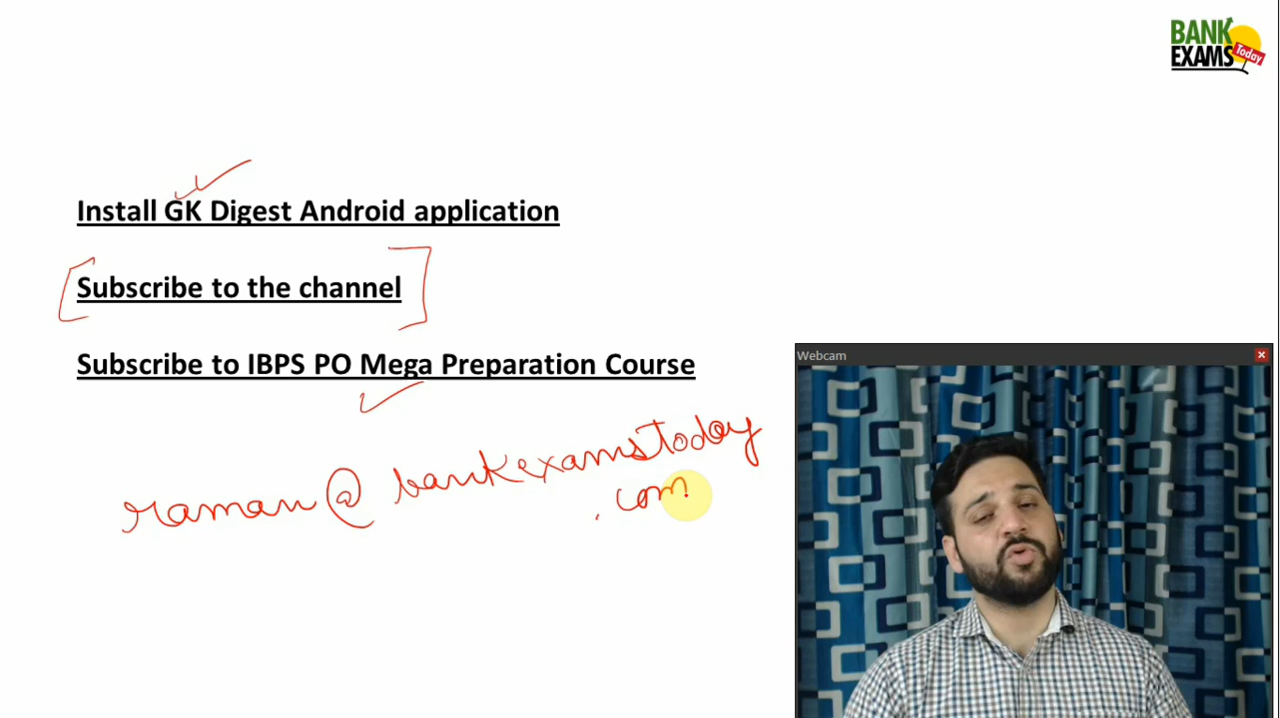 BANK
EXAMS Today
Install GK Digest Android application
Subscribe to the channel
Subscribe to IBPS PO Mega Preparation Course
raman@bankexamstoday
.com
Webcam